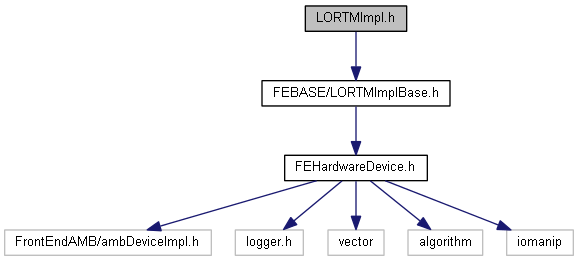 LORTMImpl.h
FEBASE/LORTMImplBase.h
FEHardwareDevice.h
FrontEndAMB/ambDeviceImpl.h
logger.h
vector
algorithm
iomanip